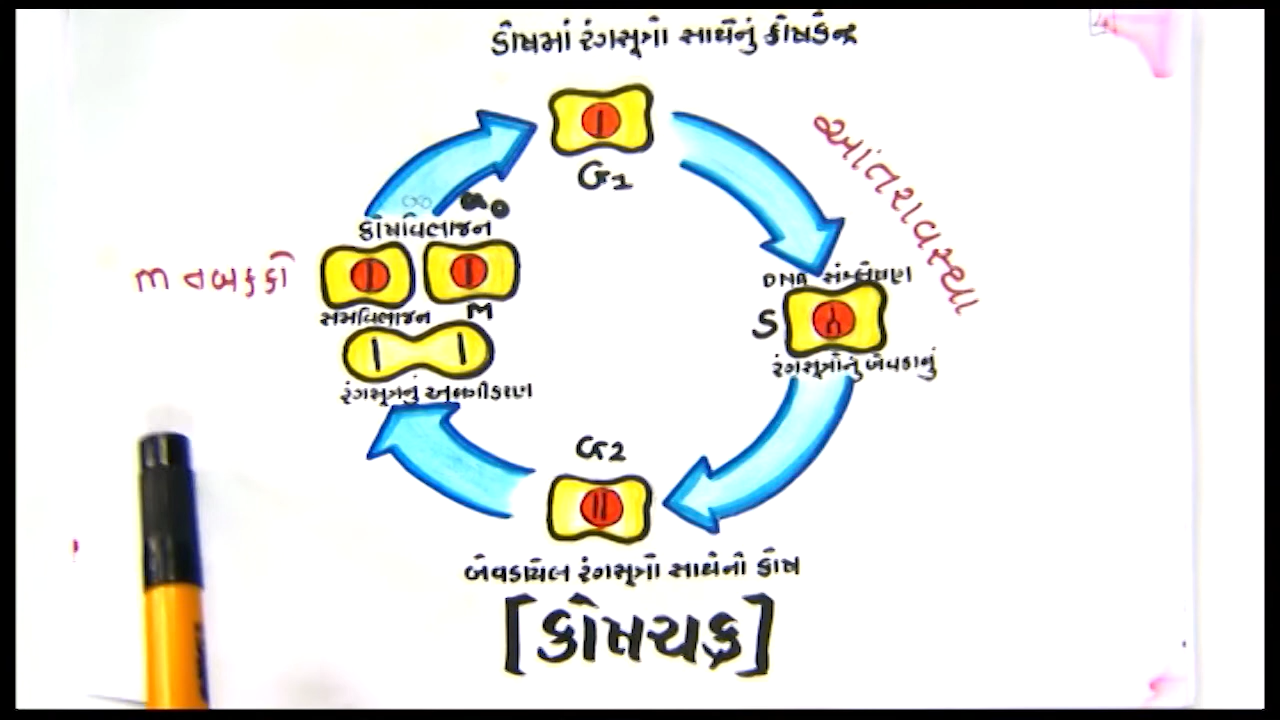 કોષમાં રંગસૂત્રો સાથેનું કોષકેન્દ્ર
G1
આંતરાવસ્થા
કોષવિભાજન
M તબક્કો
સમવિભાજન
M
રંગસૂત્રનું અલગીકરણ
DNA સંશ્લેષણ
S
રંગસૂત્રોનું બેવડાનું
G2
બેવડાયેલ રંગસૂત્રો સાથેનો કોષ
[કોષચક્ર]